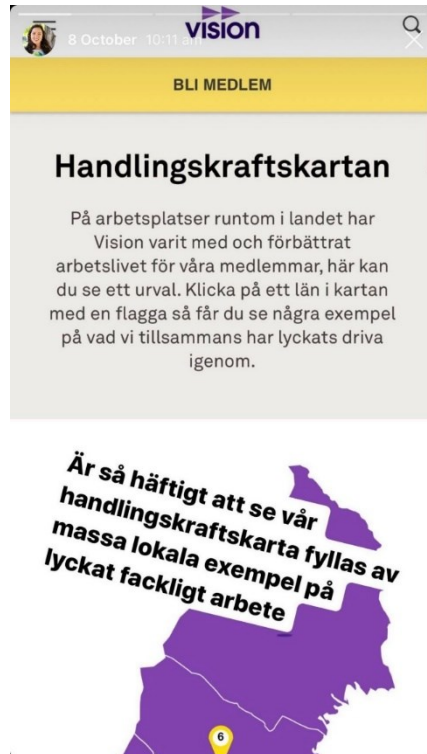 vision
8 October 10:11 am
BLI MEDLEM
Handlingskraftskartan
På arbetsplatser runtom i landet har
Vision varit med och förbättrat
arbetslivet för våra medlemmar, här kan
du se ett urval. Klicka på ett län i kartan
med en flagga så får du se några exempel
på vad vi tillsammans har lyckats driva
igenom.
Är så häftigt att se vår
handlingskraftskarta fyllas av
massa lokala exempel på
lyckat fackligt arbete
6